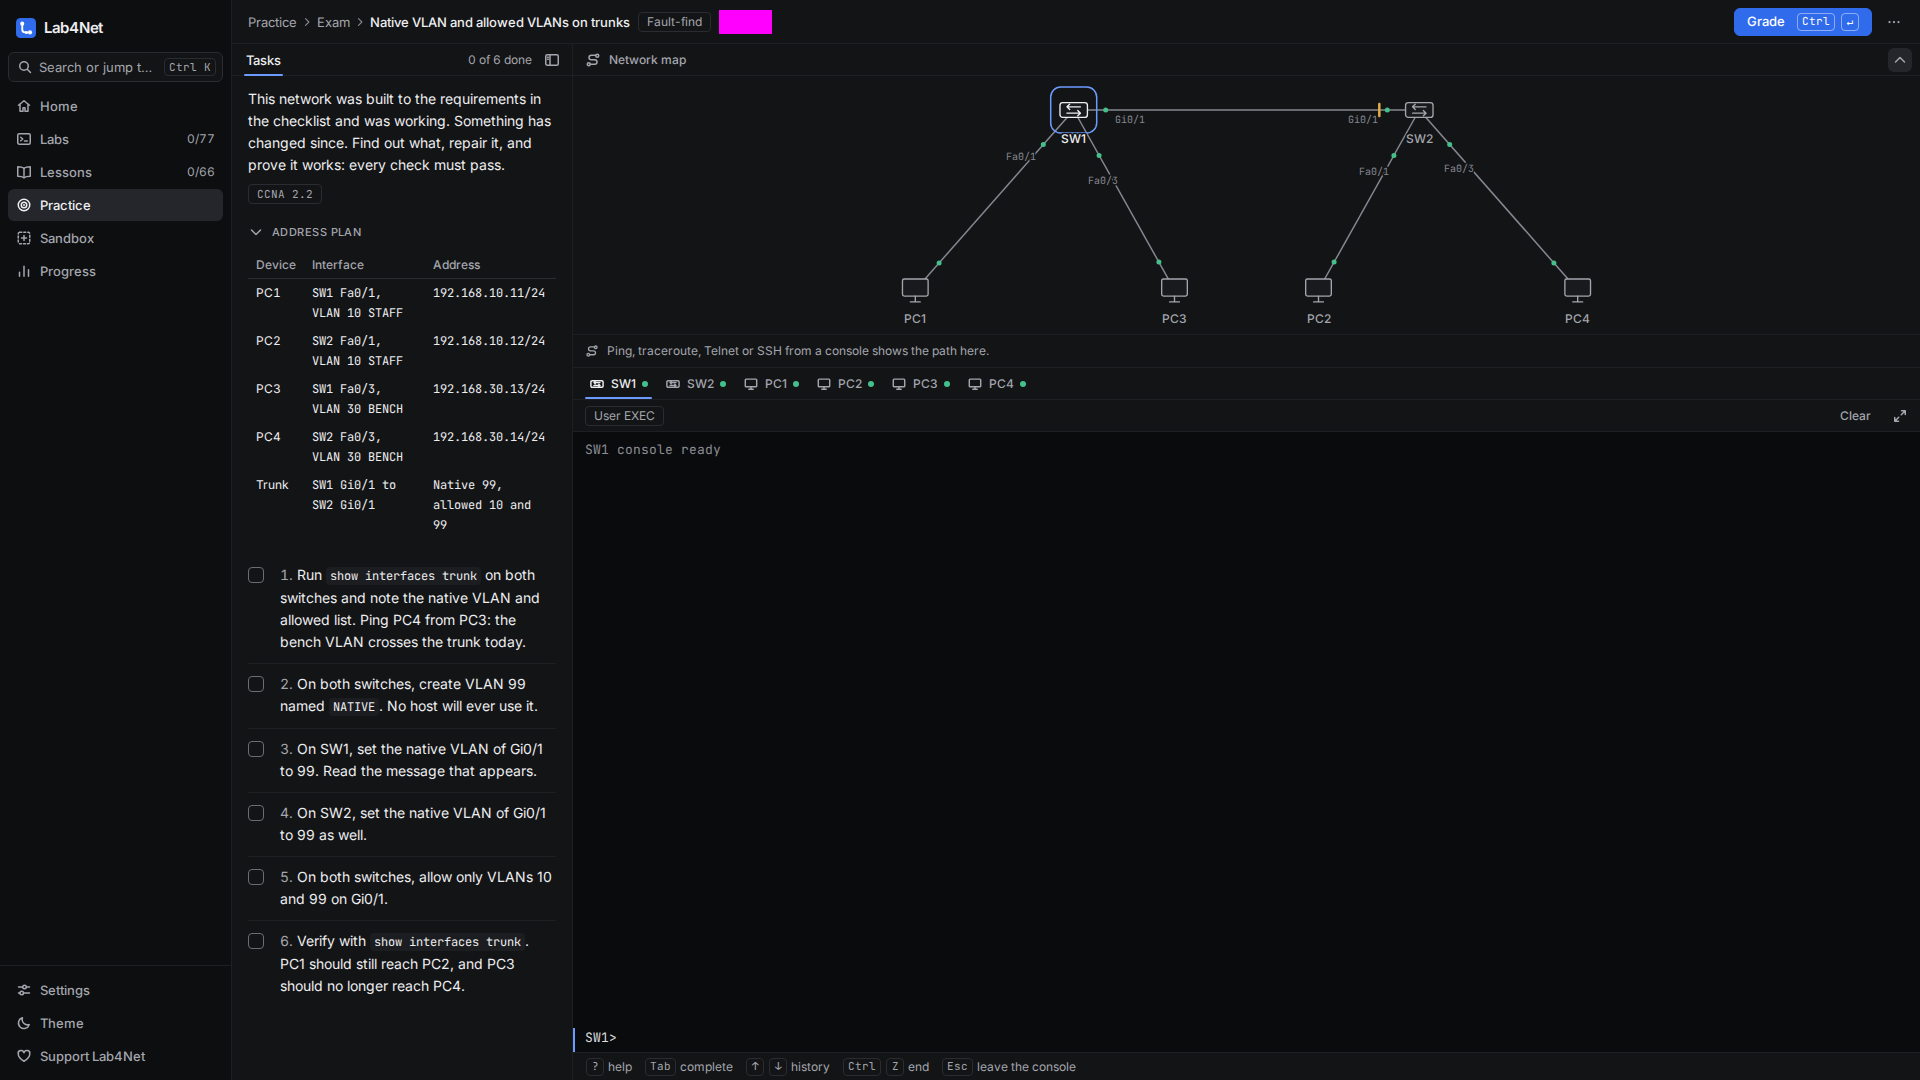 Lab4Net
Search or jump t... Ctrl K
Home
Labs 0/77
Lessons 0/66
Practice
Sandbox
Progress
Settings
Theme
Support Lab4Net
Practice > Exam > Native VLAN and allowed VLANs on trunks Fault-find
Grade Ctrl ↵
Tasks 0 of 6 done
This network was built to the requirements in
the checklist and was working. Something has
changed since. Find out what, repair it, and
prove it works: every check must pass.
CCNA 2.2
ADDRESS PLAN
Device Interface Address
PC1 SW1 Fa0/1, 192.168.10.11/24
VLAN 10 STAFF
PC2 SW2 Fa0/1, 192.168.10.12/24
VLAN 10 STAFF
PC3 SW1 Fa0/3, 192.168.30.13/24
VLAN 30 BENCH
PC4 SW2 Fa0/3, 192.168.30.14/24
VLAN 30 BENCH
Trunk SW1 Gi0/1 to Native 99,
SW2 Gi0/1 allowed 10 and
99
1. Run show interfaces trunk on both
switches and note the native VLAN and
allowed list. Ping PC4 from PC3: the
bench VLAN crosses the trunk today.
2. On both switches, create VLAN 99
named NATIVE. No host will ever use it.
3. On SW1, set the native VLAN of Gi0/1
to 99. Read the message that appears.
4. On SW2, set the native VLAN of Gi0/1
to 99 as well.
5. On both switches, allow only VLANs 10
and 99 on Gi0/1.
6. Verify with show interfaces trunk.
PC1 should still reach PC2, and PC3
should no longer reach PC4.
Network map
Gi0/1 Gi0/1
SW1 SW2
Fa0/1 Fa0/3 Fa0/1 Fa0/3
PC1 PC3 PC2 PC4
Ping, traceroute, Telnet or SSH from a console shows the path here.
SW1 SW2 PC1 PC2 PC3 PC4
User EXEC Clear
SW1 console ready
SW1>
? help Tab complete ↑ ↓ history Ctrl Z end Esc leave the console